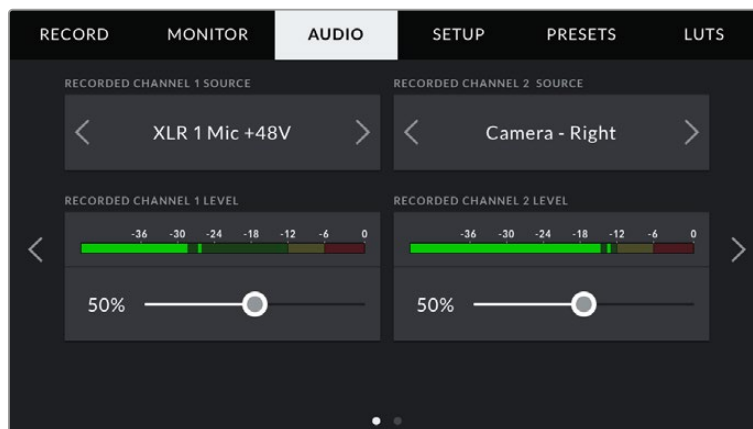 RECORD MONITOR AUDIO SETUP PRESETS LUTS
RECORDED CHANNEL 1 SOURCE RECORDED CHANNEL 2 SOURCE
XLR 1 Mic +48V Camera - Right
RECORDED CHANNEL 1 LEVEL RECORDED CHANNEL 2 LEVEL
-36 -30 -24 -18 -12 -6 0 -36 -30 -24 -18 -12 -6 0
50% 50%